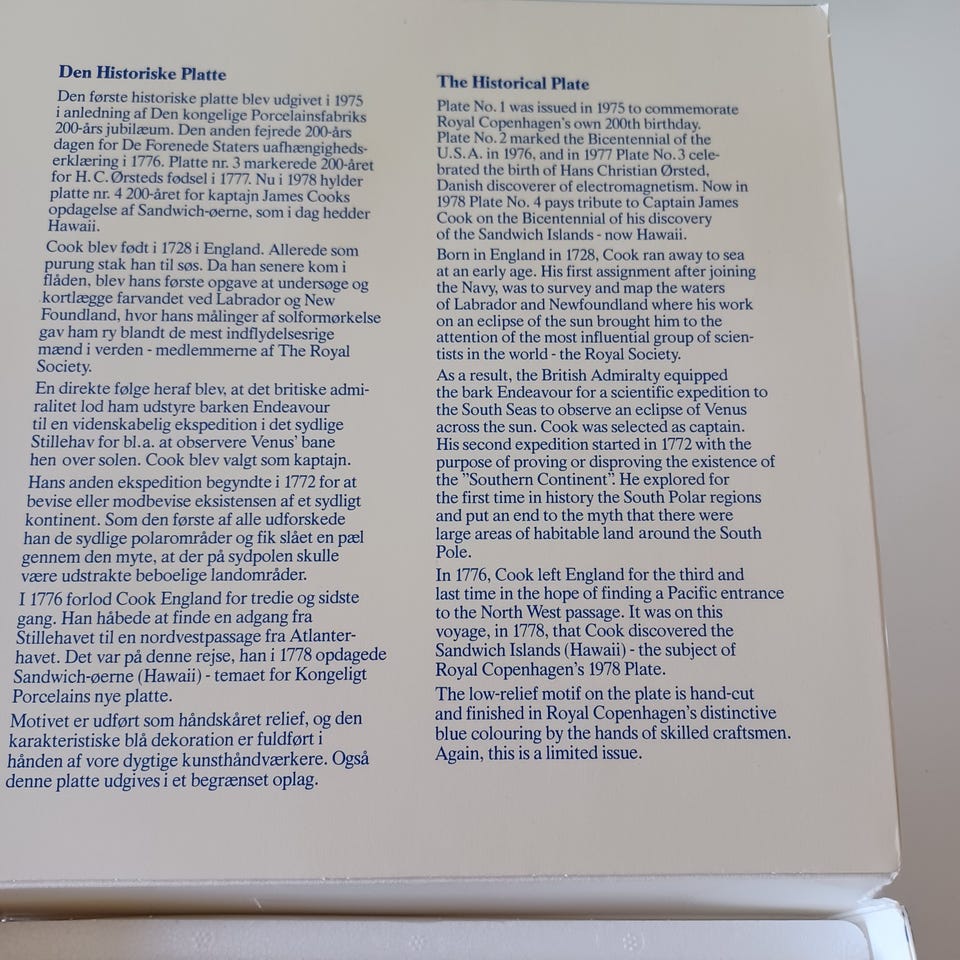 Den Historiske Platte
Den første historiske platte blev udgivet i 1975
i anledning af Den kongelige Porcelainsfabriks
200-års jubilæum. Den anden fejrede 200-års
dagen for De Forenede Staters uafhængigheds-
erklæring i 1776. Platte nr. 3 markerede 200-året
for H. C. Ørsteds fødsel i 1777. Nu i 1978 hylder
platte nr. 4 200-året for kaptajn James Cooks
opdagelse af Sandwich-øerne, som i dag hedder
Hawaii.
Cook blev født i 1728 i England. Allerede som
purung stak han til søs. Da han senere kom i
flåden, blev hans første opgave at undersøge og
kortlægge farvandet ved Labrador og New
Foundland, hvor hans målinger af solformørkelse
gav ham ry blandt de mest indflydelsesrige
mænd i verden - medlemmerne af The Royal
Society.
En direkte følge heraf blev, at det britiske admi-
ralitet lod ham udstyre barken Endeavour
til en videnskabelig ekspedition i det sydlige
Stillehav for bl.a. at observere Venus' bane
hen over solen. Cook blev valgt som kaptajn.
Hans anden ekspedition begyndte i 1772 for at
bevise eller modbevise eksistensen af et sydligt
kontinent. Som den første af alle udforskede
han de sydlige polarområder og fik slået en pæl
gennem den myte, at der på sydpolen skulle
være udstrakte beboelige landområder.
I 1776 forlod Cook England for tredie og sidste
gang. Han håbede at finde en adgang fra
Stillehavet til en nordvestpassage fra Atlanter-
havet. Det var på denne rejse, han i 1778 opdagede
Sandwich-øerne (Hawaii) - temaet for Kongeligt
Porcelains nye platte.
Motivet er udført som håndskåret relief, og den
karakteristiske blå dekoration er fuldført i
hånden af vore dygtige kunsthåndværkere. Også
denne platte udgives i et begrænset oplag.
The Historical Plate
Plate No. 1 was issued in 1975 to commemorate
Royal Copenhagen's own 200th birthday.
Plate No. 2 marked the Bicentennial of the
U.S.A. in 1976, and in 1977 Plate No. 3 cele-
brated the birth of Hans Christian Ørsted,
Danish discoverer of electromagnetism. Now in
1978 Plate No. 4 pays tribute to Captain James
Cook on the Bicentennial of his discovery
of the Sandwich Islands - now Hawaii.
Born in England in 1728, Cook ran away to sea
at an early age. His first assignment after joining
the Navy, was to survey and map the waters
of Labrador and Newfoundland where his work
on an eclipse of the sun brought him to the
attention of the most influential group of scien-
tists in the world - the Royal Society.
As a result, the British Admiralty equipped
the bark Endeavour for a scientific expedition to
the South Seas to observe an eclipse of Venus
across the sun. Cook was selected as captain.
His second expedition started in 1772 with the
purpose of proving or disproving the existence of
the ”Southern Continent”. He explored for
the first time in history the South Polar regions
and put an end to the myth that there were
large areas of habitable land around the South
Pole.
In 1776, Cook left England for the third and
last time in the hope of finding a Pacific entrance
to the North West passage. It was on this
voyage, in 1778, that Cook discovered the
Sandwich Islands (Hawaii) - the subject of
Royal Copenhagen's 1978 Plate.
The low-relief motif on the plate is hand-cut
and finished in Royal Copenhagen's distinctive
blue colouring by the hands of skilled craftsmen.
Again, this is a limited issue.